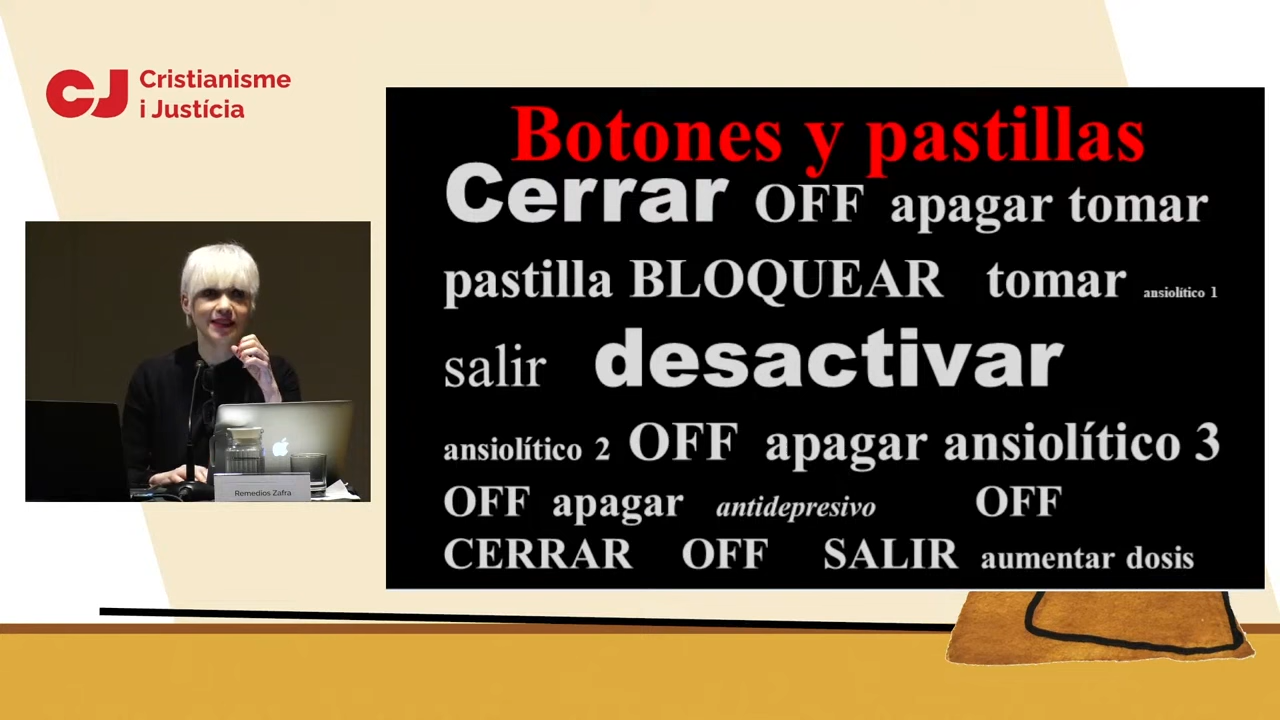 CJ Cristianisme
i Justícia
Botones y pastillas
Cerrar OFF apagar tomar
pastilla BLOQUEAR tomar ansiolítico 1
salir desactivar
ansiolítico 2 OFF apagar ansiolítico 3
OFF apagar antidepresivo OFF
CERRAR OFF SALIR aumentar dosis
Remedios Zafra